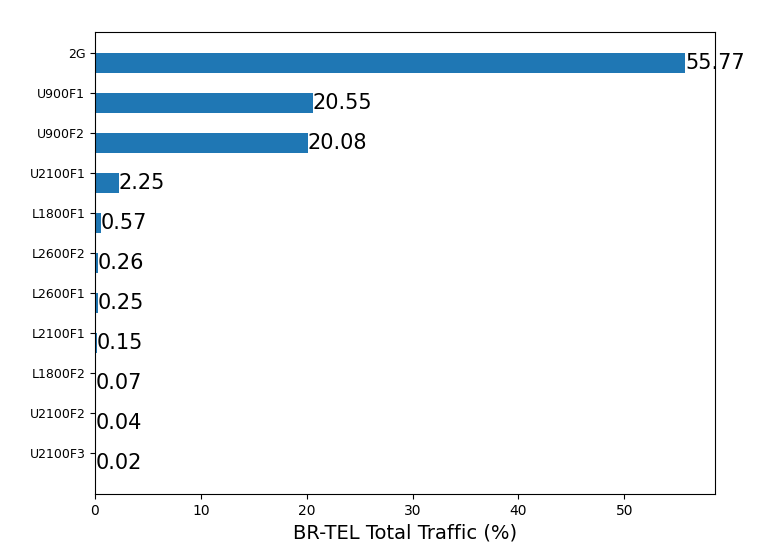 2G 55.77
U900F1 20.55
U900F2 20.08
U2100F1 2.25
L1800F1 0.57
L2600F2 0.26
L2600F1 0.25
L2100F1 0.15
L1800F2 0.07
U2100F2 0.04
U2100F3 0.02
0 10 20 30 40 50
BR-TEL Total Traffic (%)